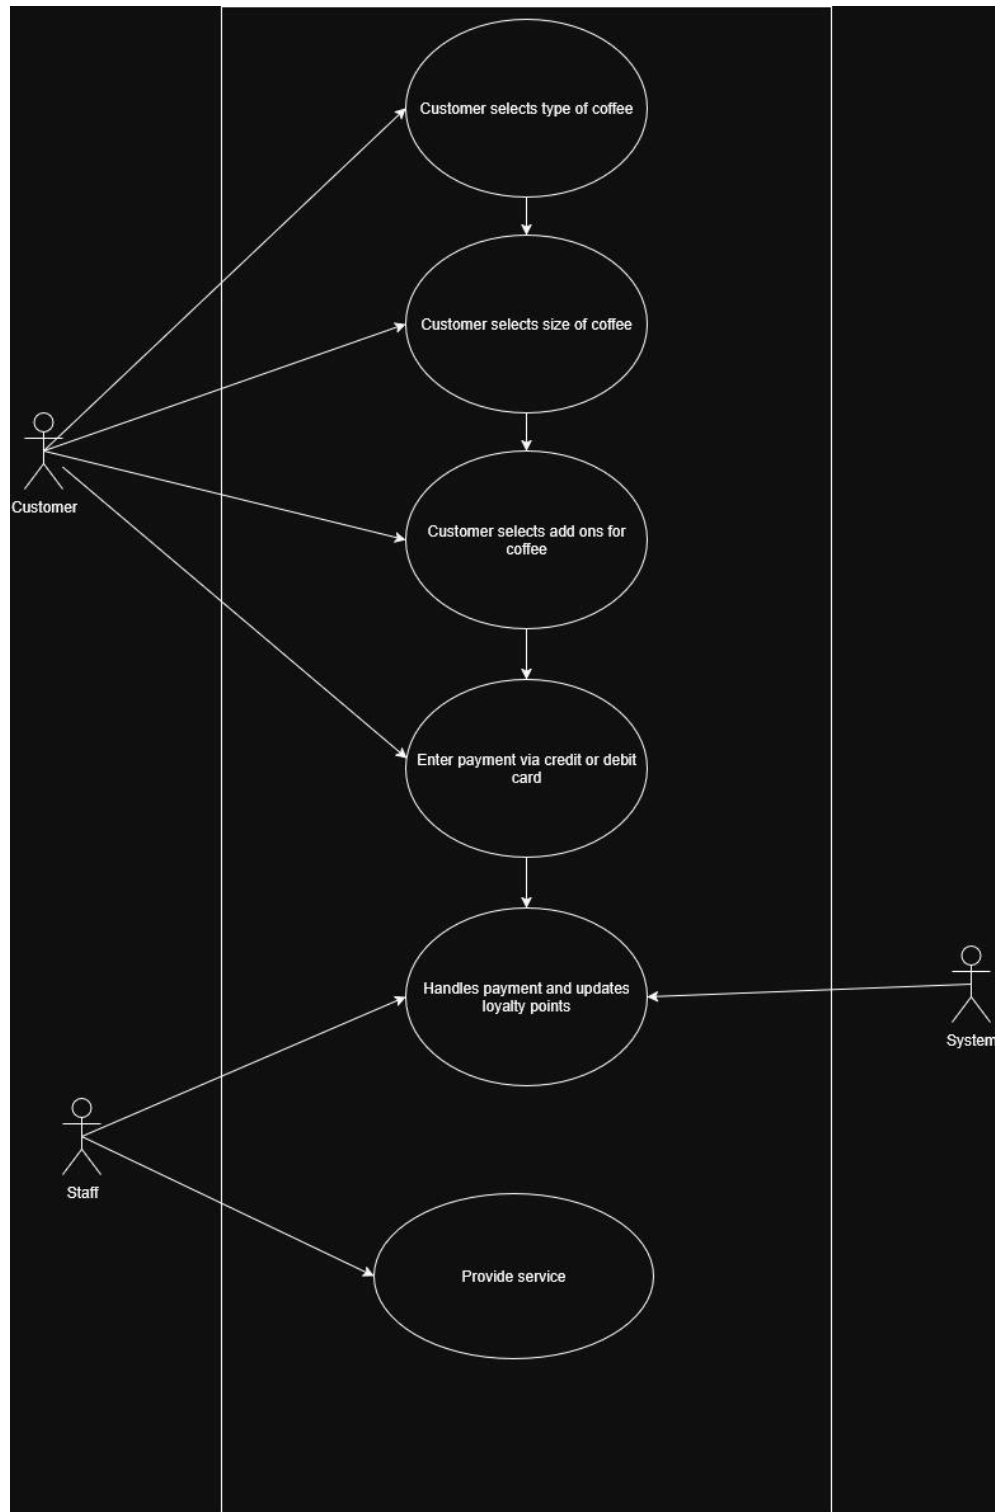 Customer selects type of coffee
Customer selects size of coffee
Customer
Customer selects add ons for
coffee
Enter payment via credit or debit
card
Handles payment and updates
loyalty points
System
Staff
Provide service